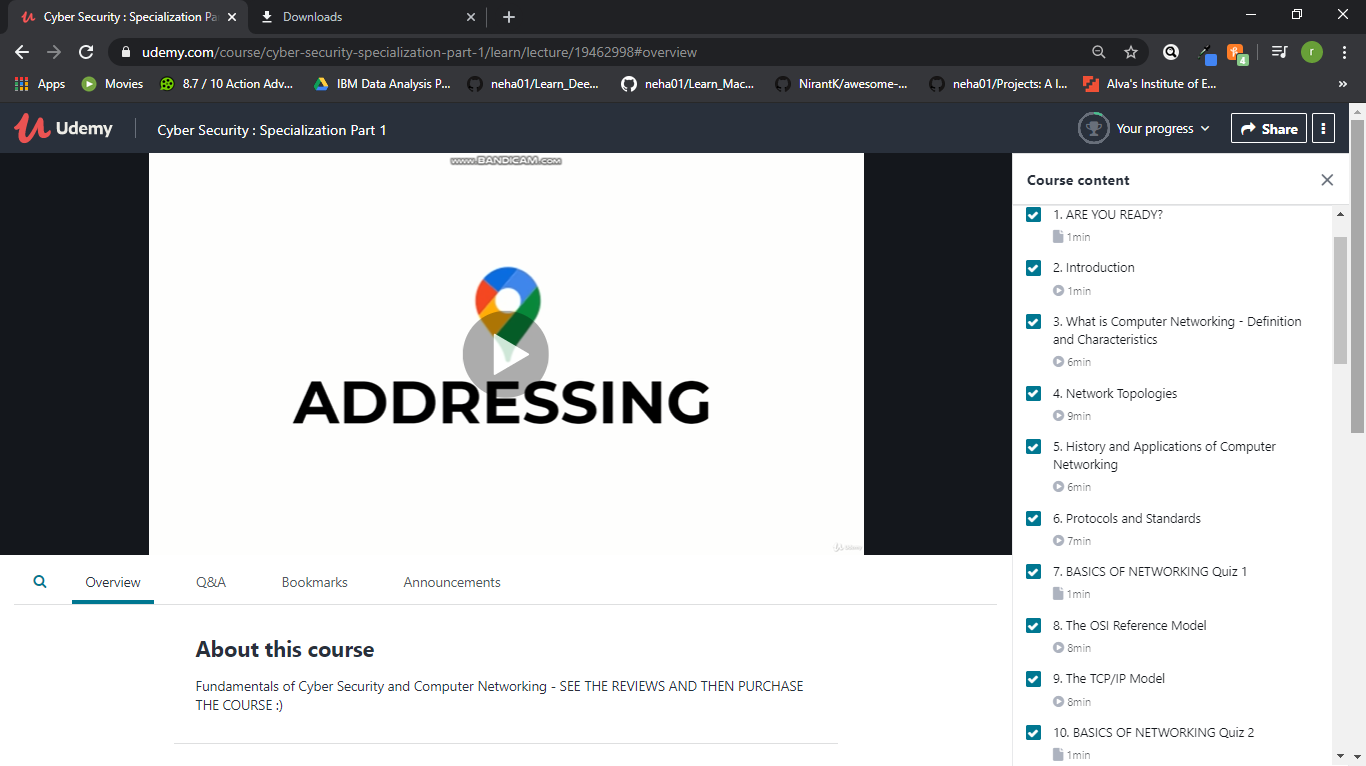 Cyber Security : Specialization Pa
Downloads
udemy.com/course/cyber-security-specialization-part-1/learn/lecture/19462998#overview
4
r
Apps
Movies
8.7 / 10 Action Adv...
IBM Data Analysis P...
neha01/Learn_Dee...
neha01/Learn_Mac...
NirantK/awesome-...
neha01/Projects: A l...
Alva's Institute of E...
»
Udemy
Cyber Security : Specialization Part 1
Your progress
Share
www.BANDICAM.com
ADDRESSING
Udemy
Course content
1. ARE YOU READY?
1min
2. Introduction
1min
3. What is Computer Networking - Definition
and Characteristics
6min
4. Network Topologies
9min
5. History and Applications of Computer
Networking
6min
6. Protocols and Standards
7min
7. BASICS OF NETWORKING Quiz 1
1min
8. The OSI Reference Model
8min
9. The TCP/IP Model
8min
10. BASICS OF NETWORKING Quiz 2
1min
Overview
Q&A
Bookmarks
Announcements
About this course
Fundamentals of Cyber Security and Computer Networking - SEE THE REVIEWS AND THEN PURCHASE
THE COURSE :)